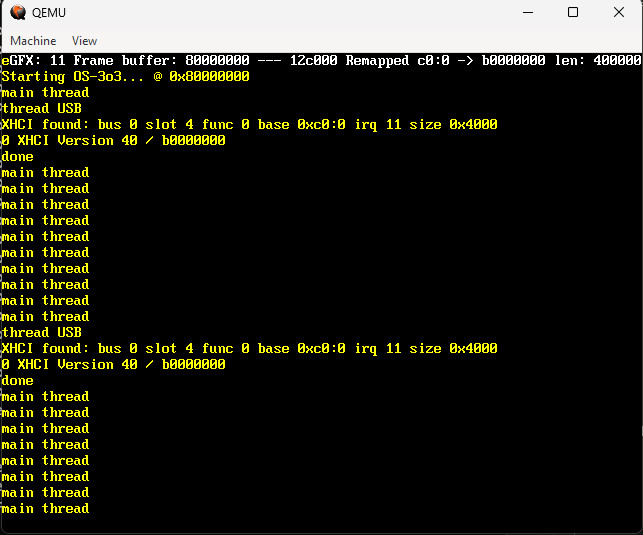 QEMU
Machine View
eGFX: 11 Frame buffer: 80000000 --- 12c000 Remapped c0:0 -> b0000000 len: 400000
Starting OS-3o3... @ 0x80000000
main thread
thread USB
XHCI found: bus 0 slot 4 func 0 base 0xc0:0 irq 11 size 0x4000
0 XHCI Version 40 / b0000000
done
main thread
main thread
main thread
main thread
main thread
main thread
main thread
main thread
main thread
main thread
thread USB
XHCI found: bus 0 slot 4 func 0 base 0xc0:0 irq 11 size 0x4000
0 XHCI Version 40 / b0000000
done
main thread
main thread
main thread
main thread
main thread
main thread
main thread
main thread